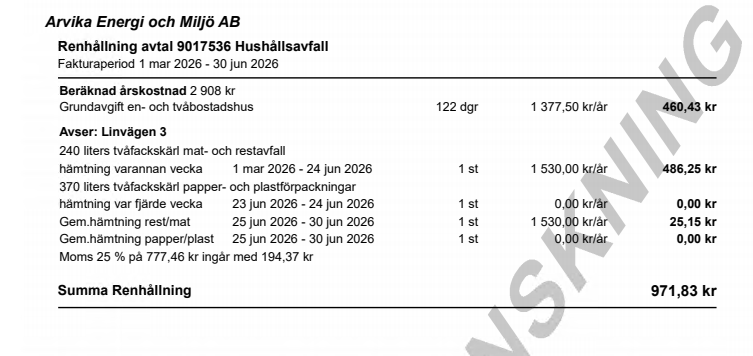 Arvika Energi och Miljö AB
Renhållning avtal 9017536 Hushållsavfall
Fakturaperiod 1 mar 2026 - 30 jun 2026
Beräknad årskostnad 2 908 kr
Grundavgift en- och tvåbostadshus 122 dgr 1 377,50 kr/år 460,43 kr
Avser: Linvägen 3
240 liters tvåfackskärl mat- och restavfall
hämtning varannan vecka 1 mar 2026 - 24 jun 2026 1 st 1 530,00 kr/år 486,25 kr
370 liters tvåfackskärl papper- och plastförpackningar
hämtning var fjärde vecka 23 jun 2026 - 24 jun 2026 1 st 0,00 kr/år 0,00 kr
Gem.hämtning rest/mat 25 jun 2026 - 30 jun 2026 1 st 1 530,00 kr/år 25,15 kr
Gem.hämtning papper/plast 25 jun 2026 - 30 jun 2026 1 st 0,00 kr/år 0,00 kr
Moms 25 % på 777,46 kr ingår med 194,37 kr
Summa Renhållning 971,83 kr
NSKNING